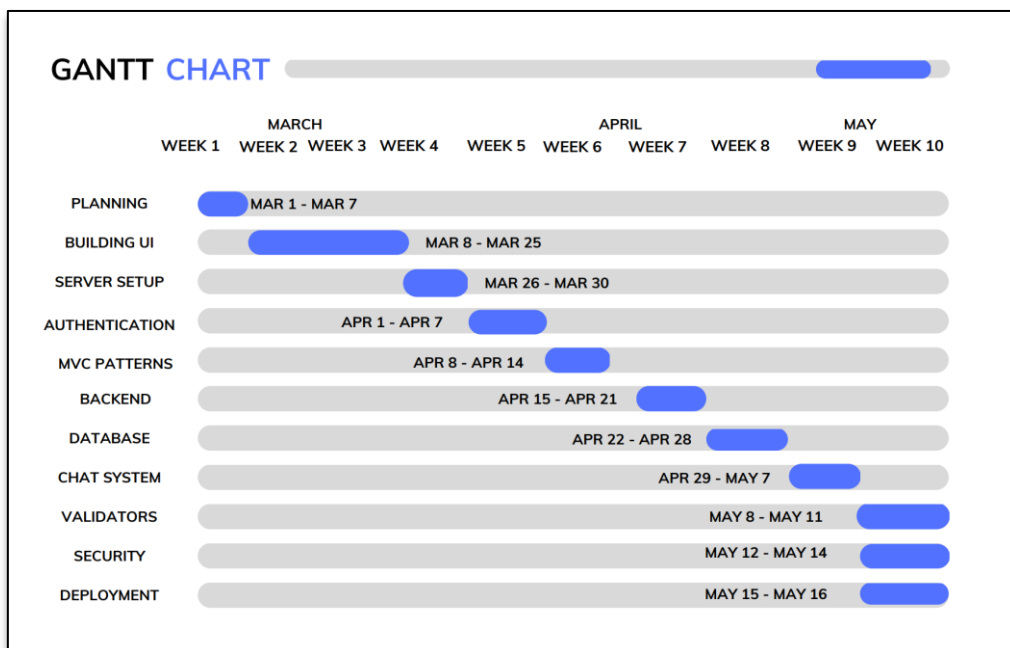 GANTT CHART
MARCH APRIL MAY
WEEK 1 WEEK 2 WEEK 3 WEEK 4 WEEK 5 WEEK 6 WEEK 7 WEEK 8 WEEK 9 WEEK 10
PLANNING MAR 1 - MAR 7
BUILDING UI MAR 8 - MAR 25
SERVER SETUP MAR 26 - MAR 30
AUTHENTICATION APR 1 - APR 7
MVC PATTERNS APR 8 - APR 14
BACKEND APR 15 - APR 21
DATABASE APR 22 - APR 28
CHAT SYSTEM APR 29 - MAY 7
VALIDATORS MAY 8 - MAY 11
SECURITY MAY 12 - MAY 14
DEPLOYMENT MAY 15 - MAY 16